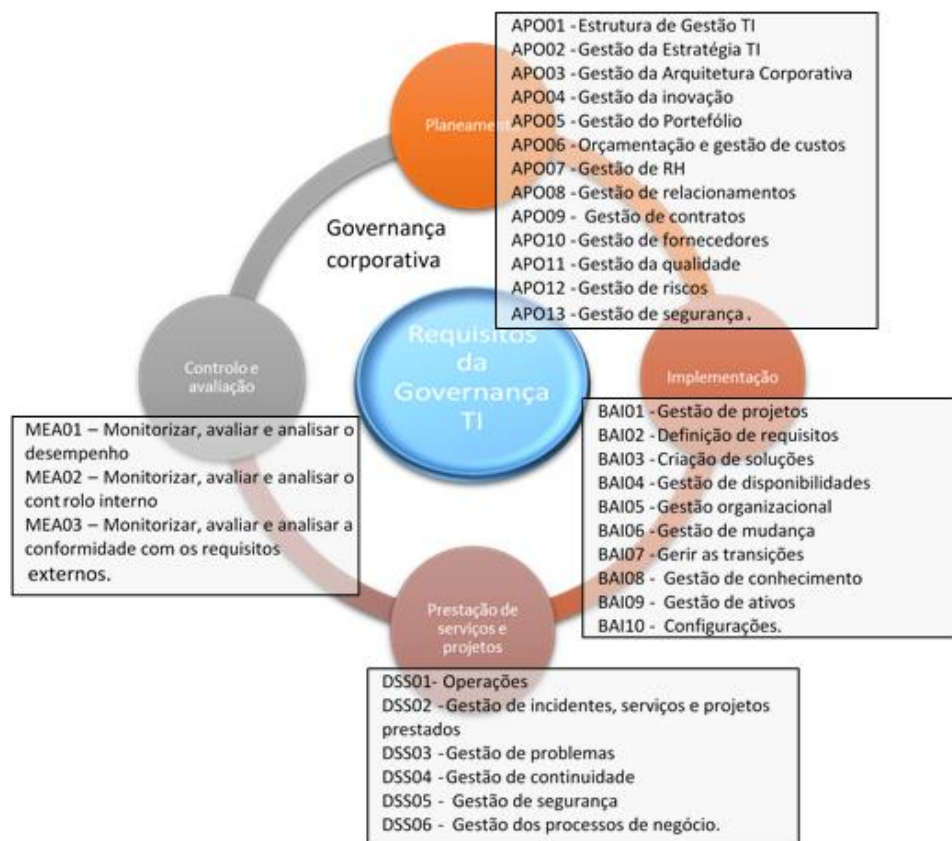 APO01 - Estrutura de Gestão TI
APO02 - Gestão da Estratégia TI
APO03 - Gestão da Arquitetura Corporativa
APO04 - Gestão da inovação
APO05 - Gestão do Portefólio
APO06 - Orçamentação e gestão de custos
APO07 - Gestão de RH
APO08 - Gestão de relacionamentos
APO09 - Gestão de contratos
APO10 - Gestão de fornecedores
APO11 - Gestão da qualidade
APO12 - Gestão de riscos
APO13 - Gestão de segurança.
Planeament
Governança
corporativa
Requisitos
da
Governança
TI
Controlo e
avaliação
Implementação
MEA01 – Monitorizar, avaliar e analisar o
desempenho
MEA02 – Monitorizar, avaliar e analisar o
cont rolo interno
MEA03 – Monitorizar, avaliar e analisar a
conformidade com os requisitos
externos.
BAI01 - Gestão de projetos
BAI02 - Definição de requisitos
BAI03 - Criação de soluções
BAI04 - Gestão de disponibilidades
BAI05 - Gestão organizacional
BAI06 - Gestão de mudança
BAI07 - Gerir as transições
BAI08 - Gestão de conhecimento
BAI09 - Gestão de ativos
BAI10 - Configurações.
Prestação de
serviços e
projetos
DSS01- Operações
DSS02 - Gestão de incidentes, serviços e projetos
prestados
DSS03 - Gestão de problemas
DSS04 - Gestão de continuidade
DSS05 - Gestão de segurança
DSS06 - Gestão dos processos de negócio.